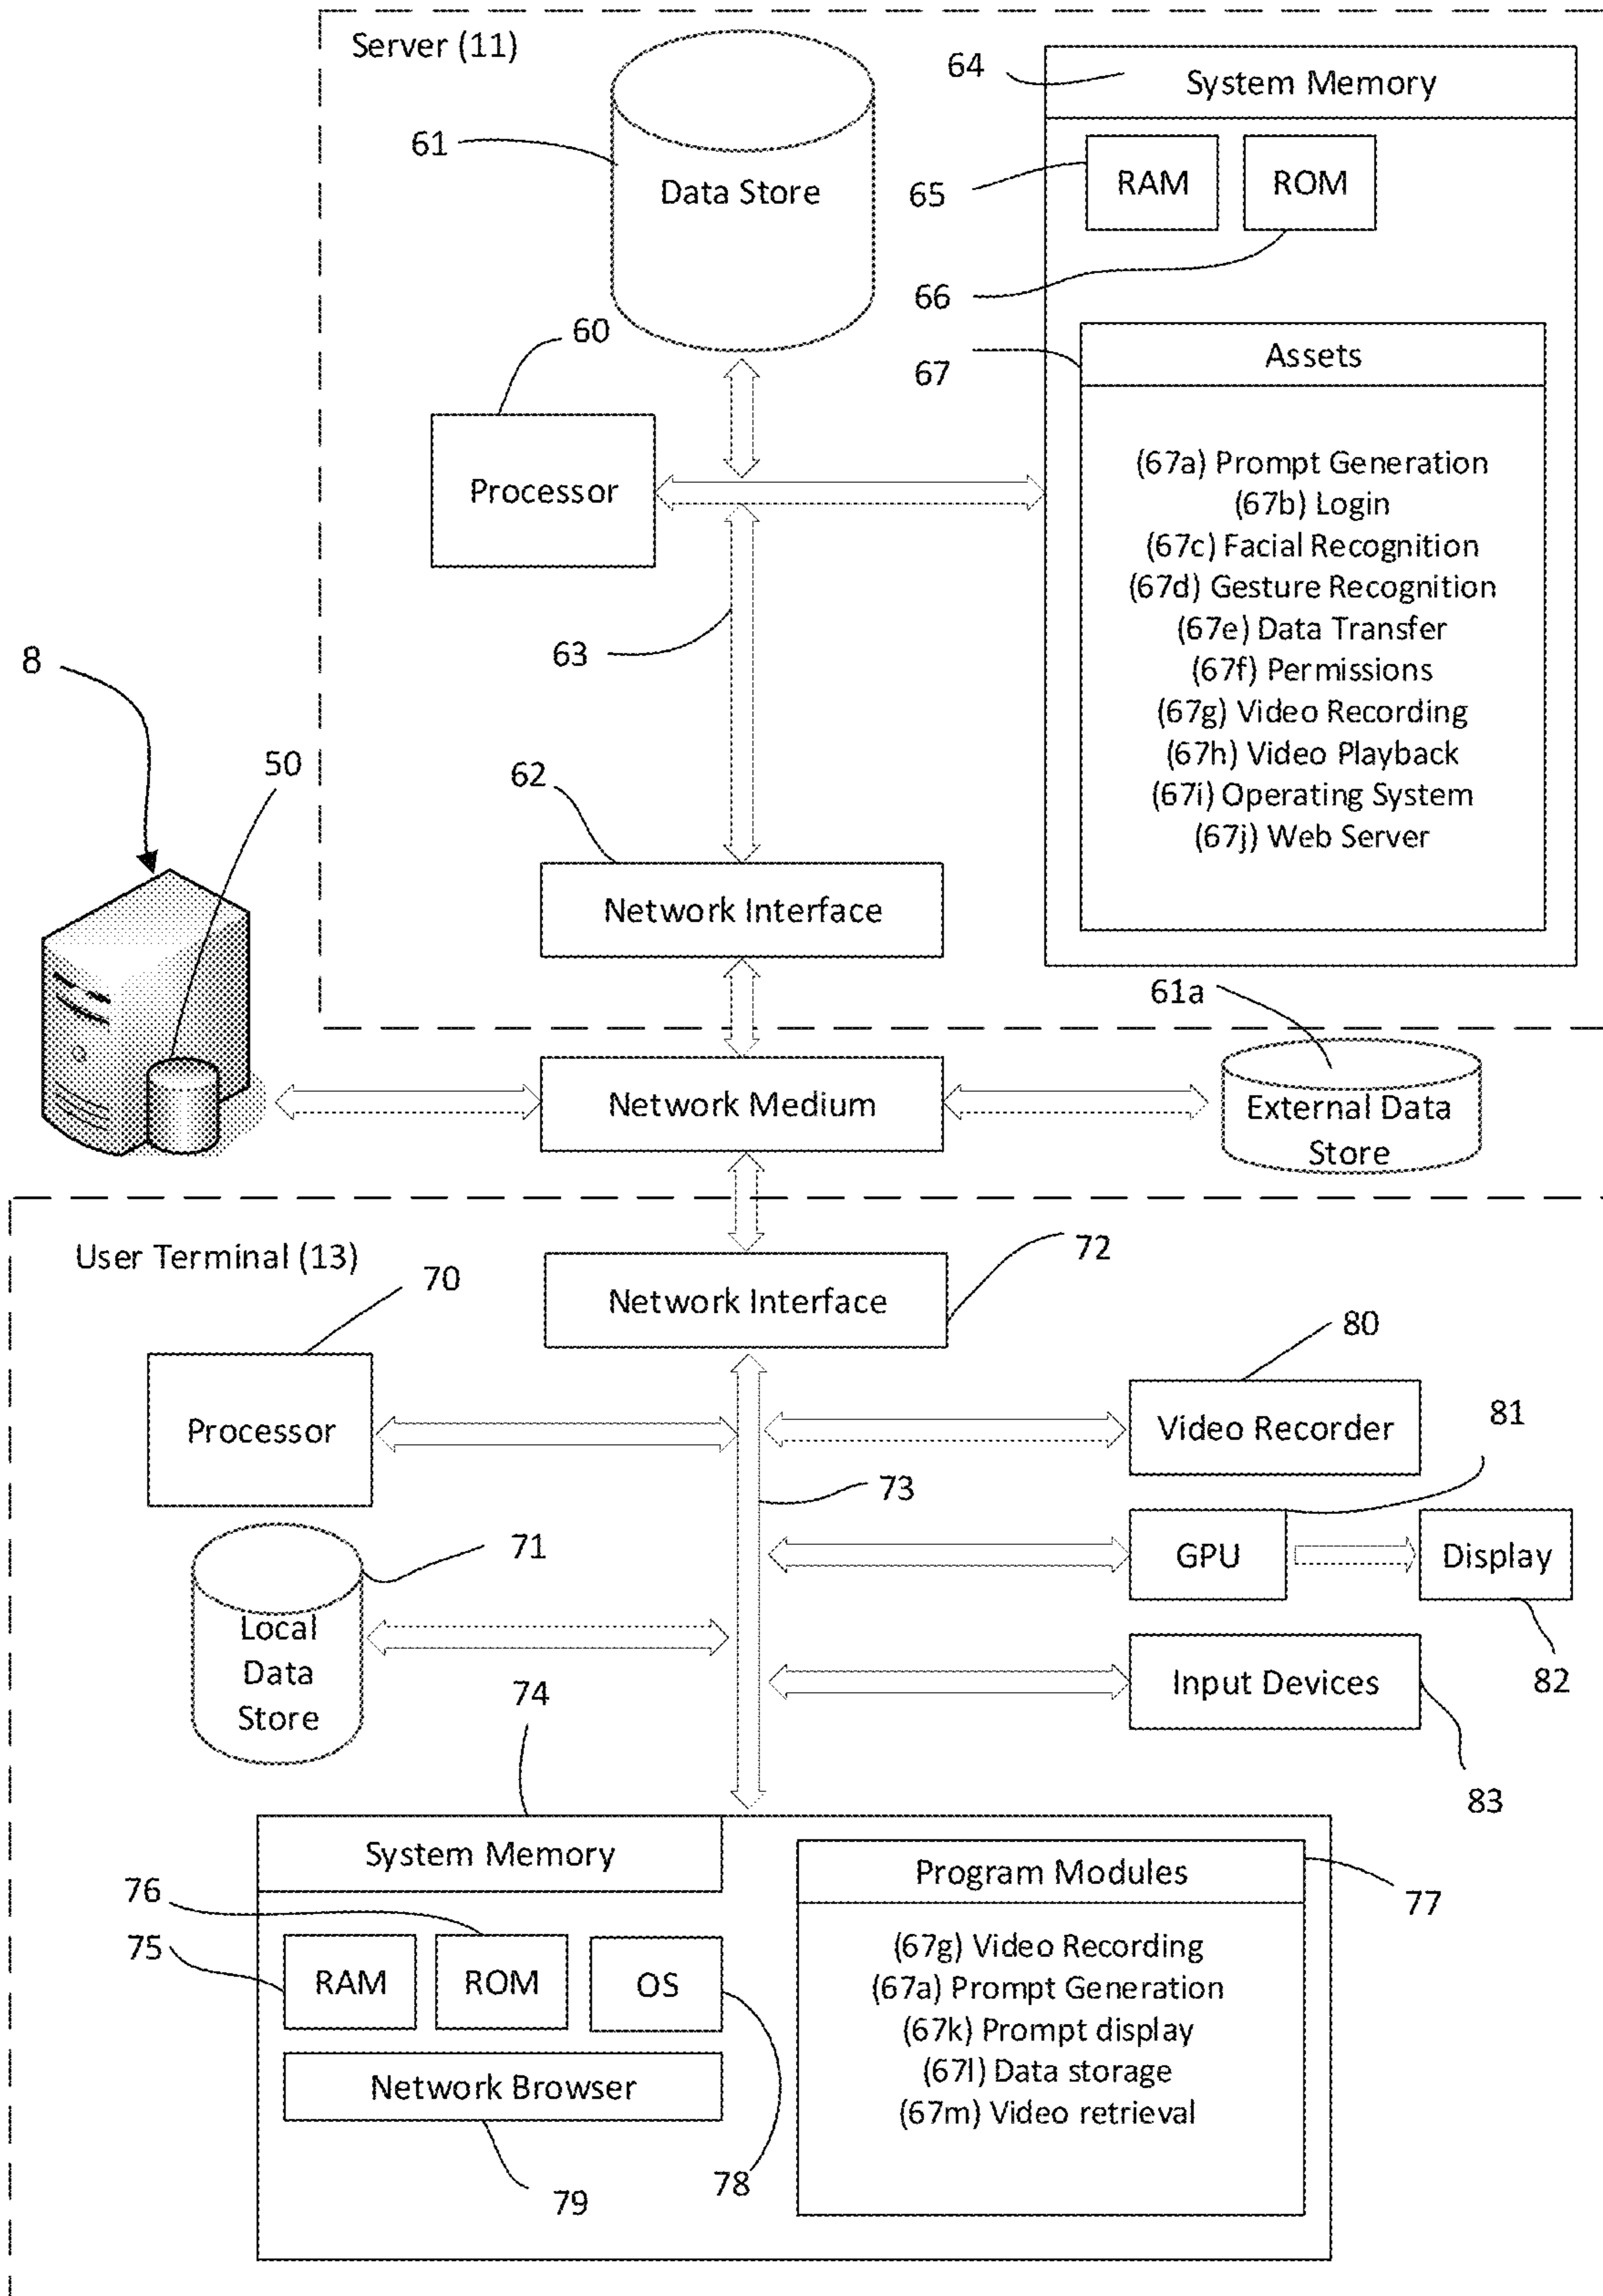 Server (11)
64
System Memory
61
Data Store
65
RAM
ROM
66
60
67
Assets
Processor
(67a) Prompt Generation
(67b) Login
(67c) Facial Recognition
(67d) Gesture Recognition
(67e) Data Transfer
(67f) Permissions
(67g) Video Recording
(67h) Video Playback
(67i) Operating System
(67j) Web Server
63
8
50
62
Network Interface
61a
Network Medium
External Data
Store
User Terminal (13)
72
70
Network Interface
80
Processor
Video Recorder
81
73
71
GPU
Display
Local
Data
Store
Input Devices
82
74
83
System Memory
Program Modules
76
77
75
RAM
ROM
OS
(67g) Video Recording
(67a) Prompt Generation
(67k) Prompt display
(67l) Data storage
(67m) Video retrieval
Network Browser
78
79